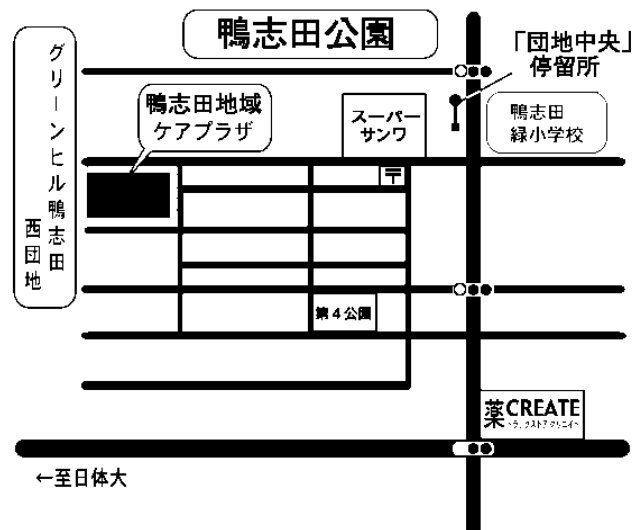 鴨志田公園
「団地中央」
停留所
グリーンヒル鴨志田
西団地
鴨志田地域
ケアプラザ
スーパー
サンワ
鴨志田
緑小学校
〒
第4公園
薬CREATE
←至日体大